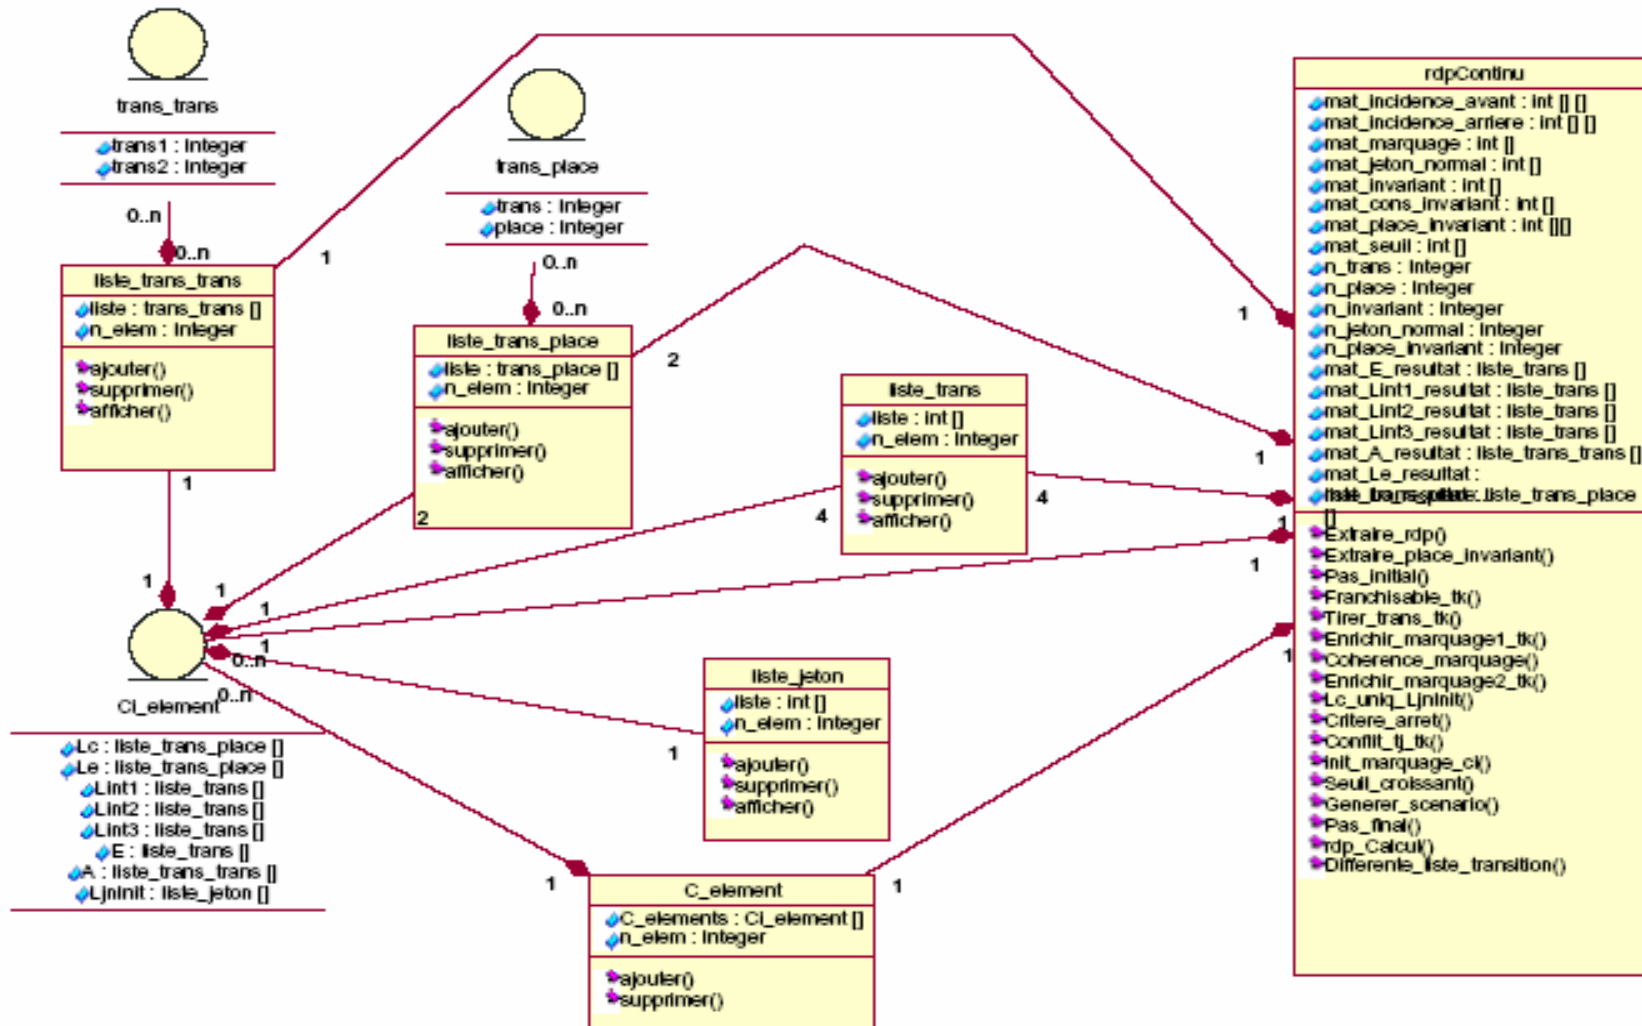 trans_trans
trans1 : Integer
trans2 : Integer
0..n
0..n
liste_trans_trans
liste : trans_trans []
n_elem : Integer
ajouter()
supprimer()
afficher()
1
1
1
1
trans_place
trans : Integer
place : Integer
0..n
0..n
liste_trans_place
liste : trans_place []
n_elem : Integer
ajouter()
supprimer()
afficher()
2
2
1
1
liste_trans
liste : int []
n_elem : Integer
ajouter()
supprimer()
afficher()
4
4
1
1
1
1
0..n
0..n
Ci_element
Lc : liste_trans_place []
Le : liste_trans_place []
Lint1 : liste_trans []
Lint2 : liste_trans []
Lint3 : liste_trans []
E : liste_trans []
A : liste_trans_trans []
LjnInit : liste_jeton []
liste_jeton
liste : int []
n_elem : Integer
ajouter()
supprimer()
afficher()
1
1
1
1
C_element
C_elements : Ci_element []
n_elem : Integer
ajouter()
supprimer()
rdpContinu
mat_incidence_avant : int [] []
mat_incidence_arriere : int [] []
mat_marquage : int []
mat_jeton_normal : int []
mat_invariant : int []
mat_cons_invariant : int []
mat_place_invariant : int [][]
mat_seuil : int []
n_trans : Integer
n_place : Integer
n_invariant : Integer
n_jeton_normal : Integer
n_place_invariant : Integer
mat_E_resultat : liste_trans []
mat_Lint1_resultat : liste_trans []
mat_Lint2_resultat : liste_trans []
mat_Lint3_resultat : liste_trans []
mat_A_resultat : liste_trans_trans []
mat_Le_resultat :
liste_trans_place
[]
Extraire_rdp()
Extraire_place_invariant()
Pas_initial()
Franchisable_tk()
Tirer_trans_tk()
Enrichir_marquage1_tk()
Coherence_marquage()
Enrichir_marquage2_tk()
Lc_uniq_LjnInit()
Critere_arret()
Conflit_tj_tk()
Init_marquage_ci()
Seuil_croissant()
Generer_scenario()
Pas_final()
rdp_Calcul()
Differente_liste_transition()